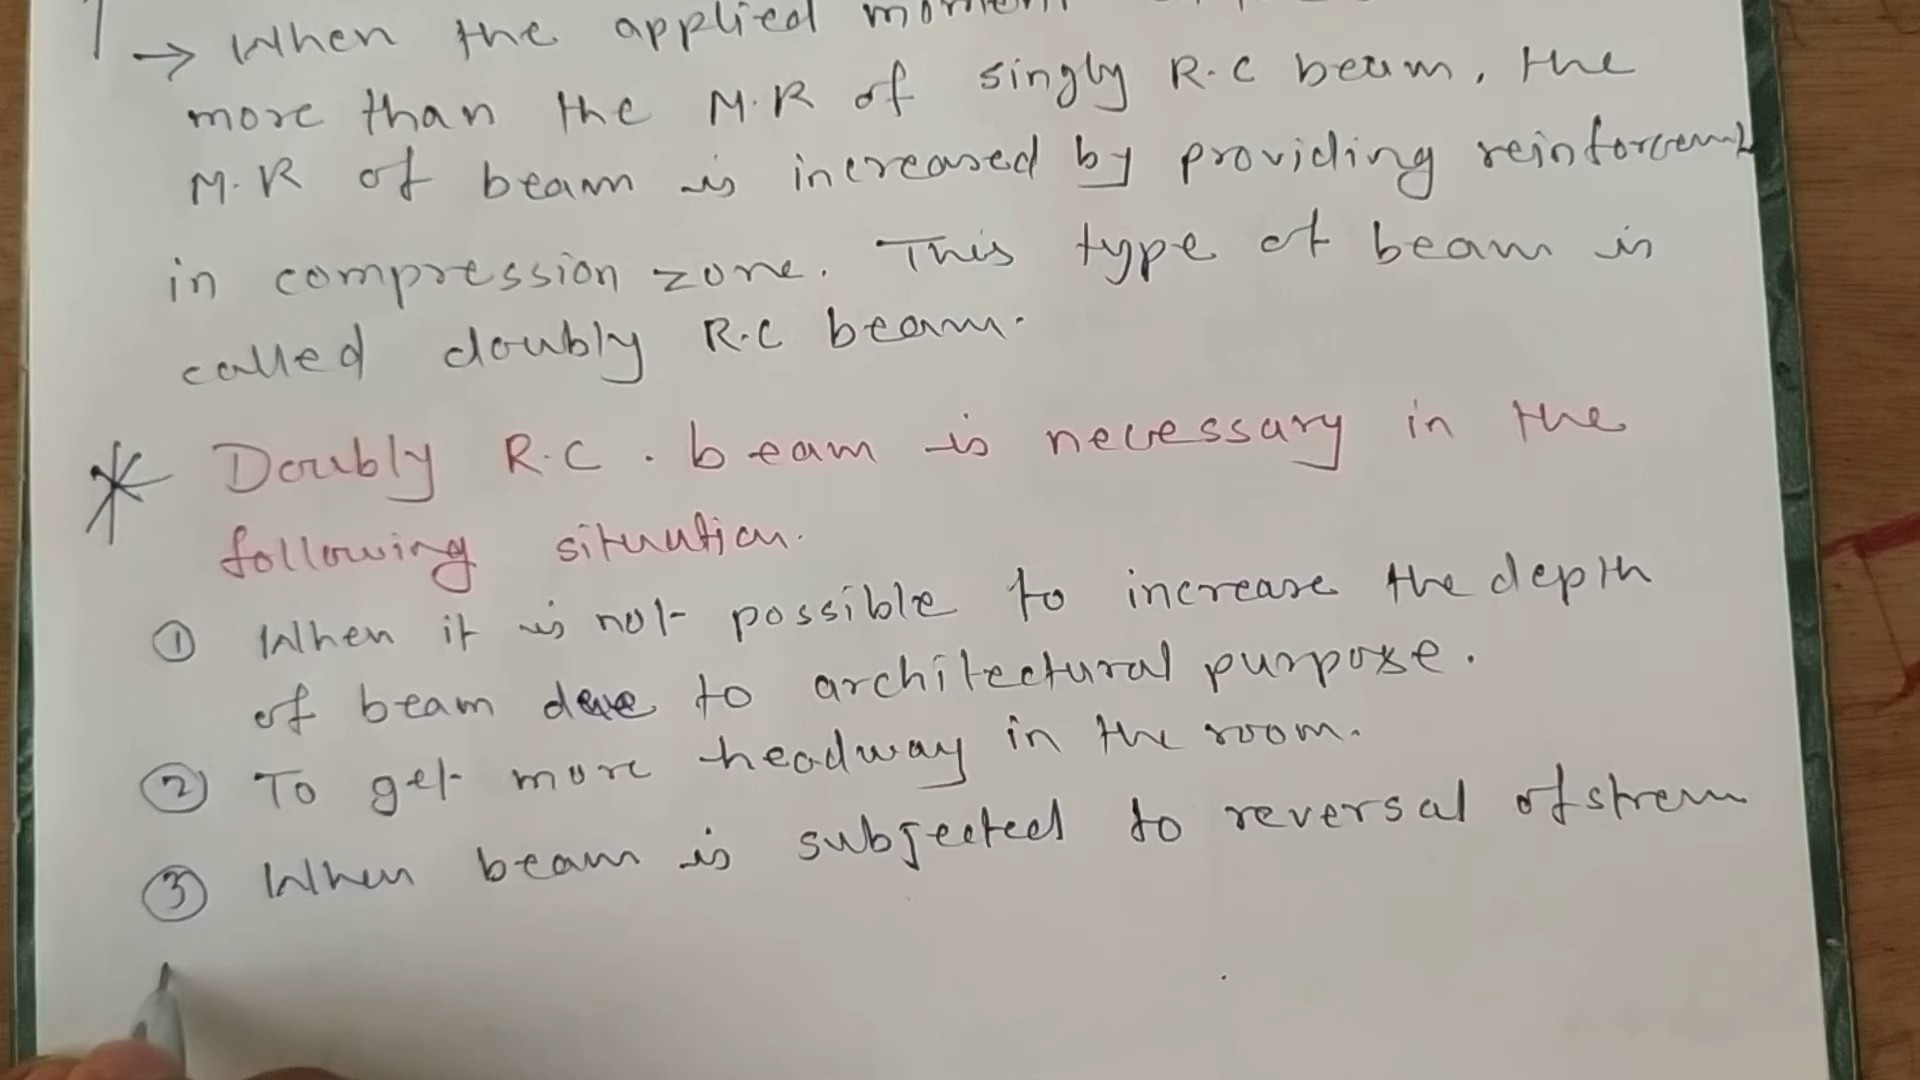 → When the applied moment
more than the M.R of singly R.C beam, the
M.R of beam is increased by providing reinforcement
in compression zone. This type of beam is
called doubly R.C beam.
* Doubly R.C. beam is necessary in the
following situation.
① When it is not possible to increase the depth
of beam due to architectural purpose.
② To get more headway in the room.
③ When beam is subjected to reversal of stress